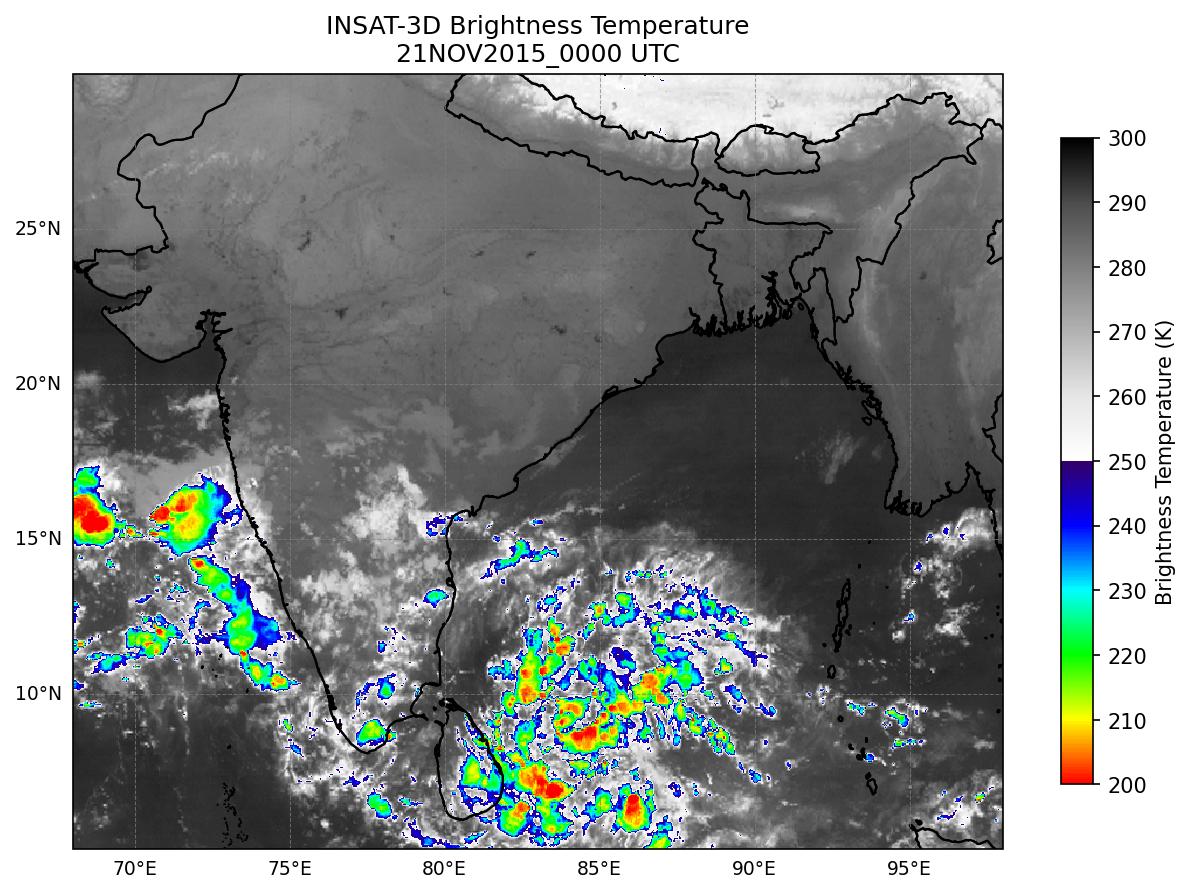 INSAT-3D Brightness Temperature
21NOV2015_0000 UTC
25°N
20°N
15°N
10°N
70°E
75°E
80°E
85°E
90°E
95°E
300
290
280
270
260
250
240
230
220
210
200
Brightness Temperature (K)